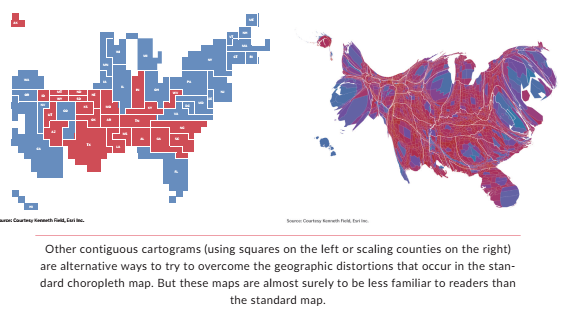 ource: Courtesy Kenneth Field, Esri Inc.
Source: Courtesy Kenneth Field, Esri Inc.
Other contiguous cartograms (using squares on the left or scaling counties on the right)
are alternative ways to try to overcome the geographic distortions that occur in the stan-
dard choropleth map. But these maps are almost surely to be less familiar to readers than
the standard map.